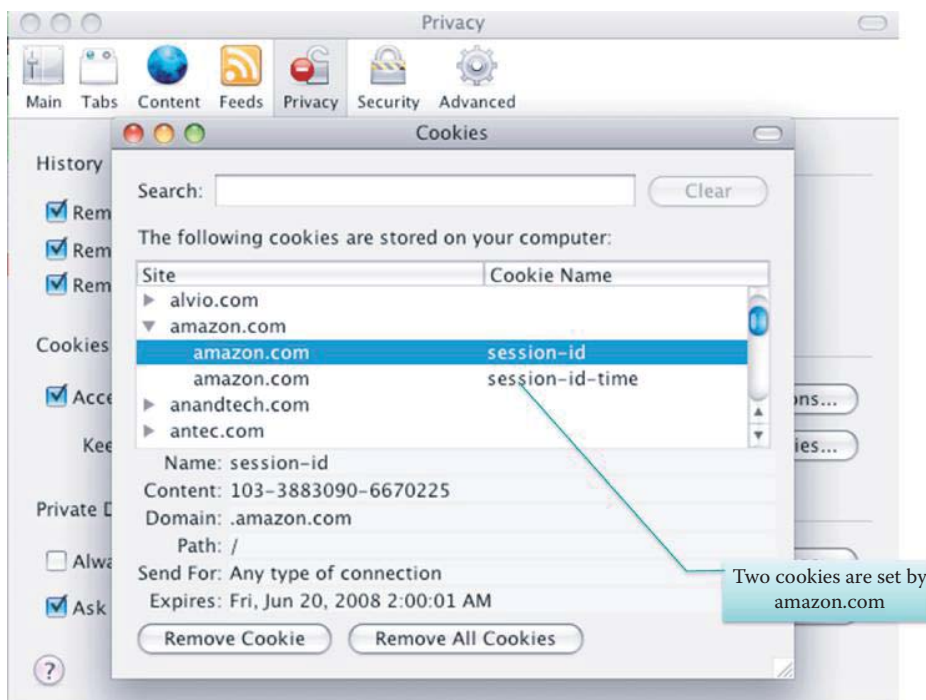 Privacy
Main Tabs Content Feeds Privacy Security Advanced
Cookies
History
Search: Clear
Rem
The following cookies are stored on your computer:
Rem
Site Cookie Name
Rem
alvio.com
amazon.com
Cookies
amazon.com session-id
amazon.com session-id-time
Acce
anandtech.com
ons...
antec.com
Kee
ies...
Name: session-id
Content: 103-3883090-6670225
Private D
Domain: .amazon.com
Path: /
Alwa
Send For: Any type of connection
Two cookies are set by
amazon.com
Ask
Expires: Fri, Jun 20, 2008 2:00:01 AM
Remove Cookie Remove All Cookies
?